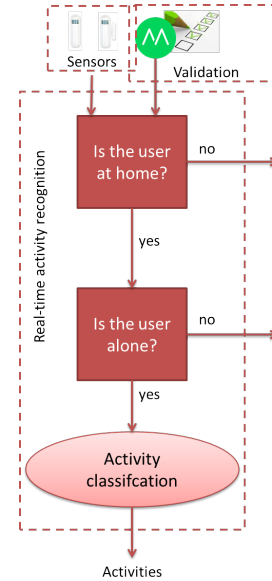 Sensors
Validation
Real-time activity recognition
Is the user
at home?
no
yes
Is the user
alone?
no
yes
Activity
classifcation
Activities